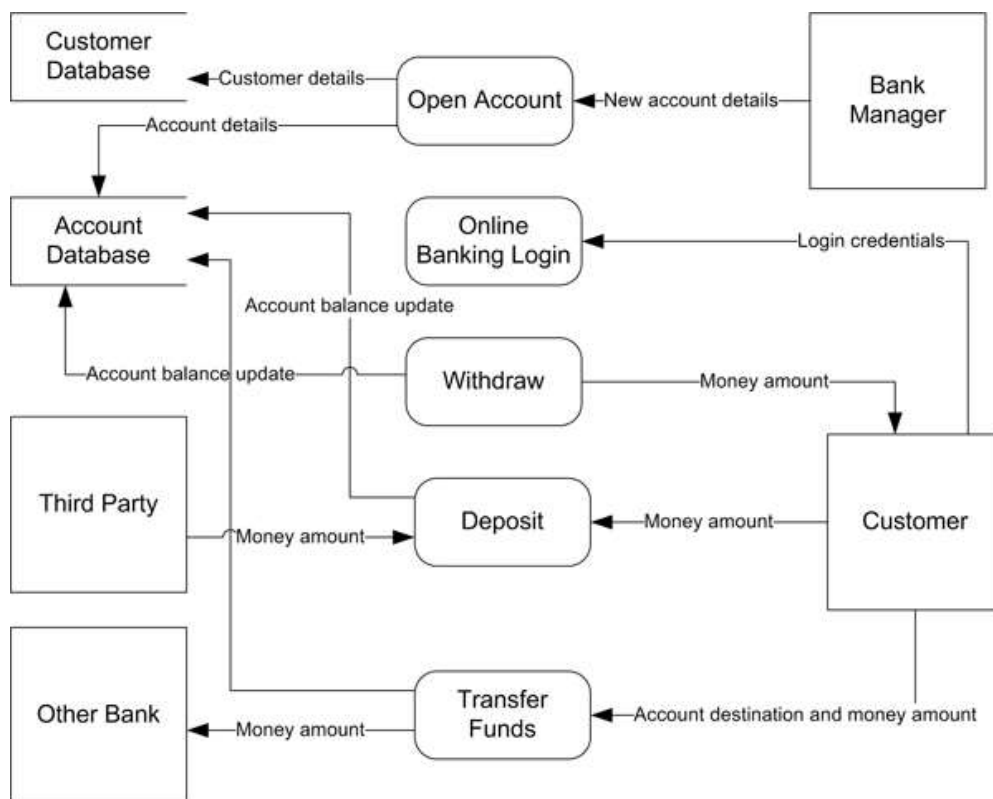 Customer
Database
Customer details
Open Account
New account details
Bank
Manager
Account details
Account
Database
Online
Banking Login
Login credentials
Account balance update
Account balance update
Withdraw
Money amount
Third Party
Money amount
Deposit
Money amount
Customer
Other Bank
Money amount
Transfer
Funds
Account destination and money amount